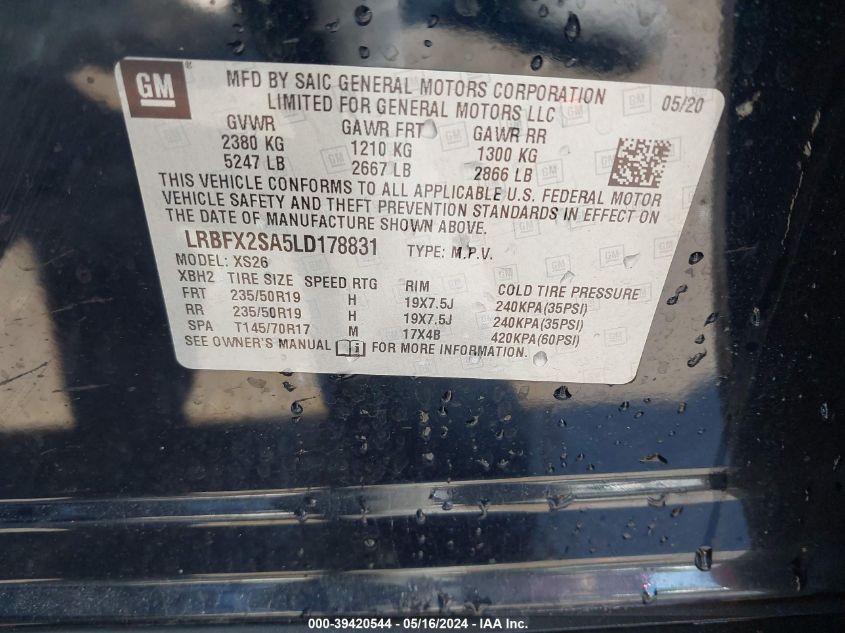 GM
MFD BY SAIC GENERAL MOTORS CORPORATION
LIMITED FOR GENERAL MOTORS LLC
05/20
GVWR GAWR FRT GAWR RR
2380 KG 1210 KG 1300 KG
5247 LB 2667 LB 2866 LB
THIS VEHICLE CONFORMS TO ALL APPLICABLE U.S. FEDERAL MOTOR
VEHICLE SAFETY AND THEFT PREVENTION STANDARDS IN EFFECT ON
THE DATE OF MANUFACTURE SHOWN ABOVE.
LRBFX2SA5LD178831 TYPE: M.P.V.
MODEL: XS26
XBH2 TIRE SIZE SPEED RTG RIM COLD TIRE PRESSURE
FRT 235/50R19 H 19X7.5J 240KPA(35PSI)
RR 235/50R19 H 19X7.5J 240KPA(35PSI)
SPA T145/70R17 M 17X4B 420KPA(60PSI)
SEE OWNER'S MANUAL FOR MORE INFORMATION.
000-39420544 - 05/16/2024 - IAA Inc.